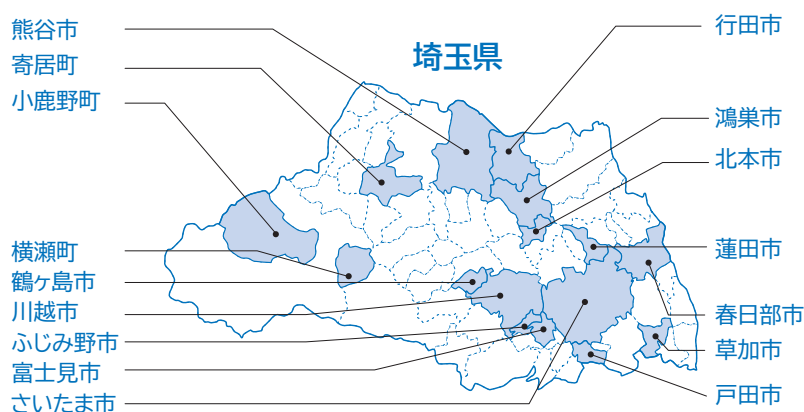 埼玉県
熊谷市
寄居町
小鹿野町
横瀬町
鶴ヶ島市
川越市
ふじみ野市
富士見市
さいたま市
行田市
鴻巣市
北本市
蓮田市
春日部市
草加市
戸田市